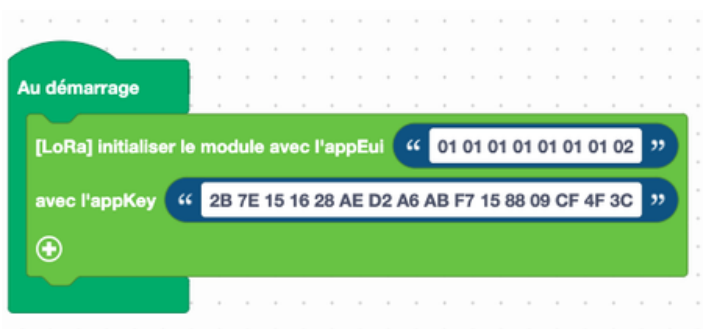 Au démarrage
[LoRa] initialiser le module avec l'appEui “ 01 01 01 01 01 01 01 02 ”
avec l'appKey “ 2B 7E 15 16 28 AE D2 A6 AB F7 15 88 09 CF 4F 3C ”